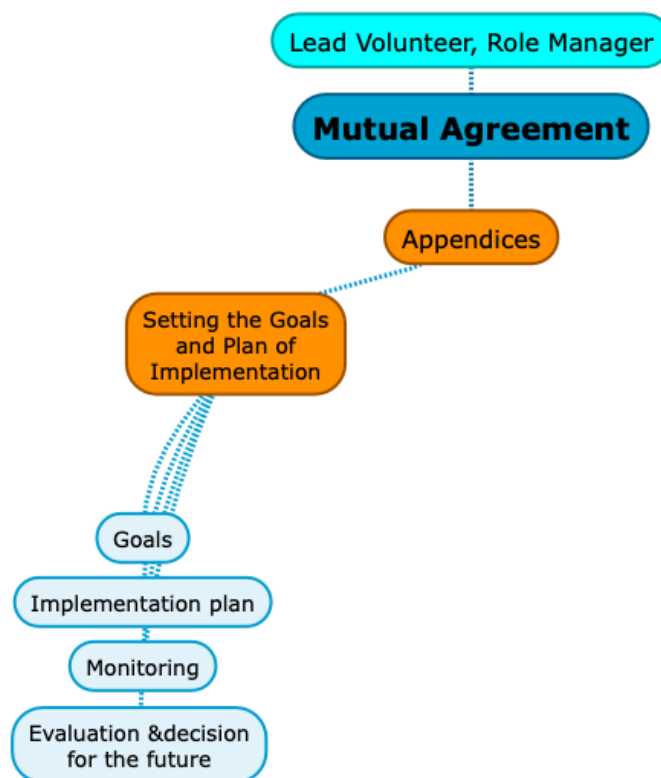 Lead Volunteer, Role Manager
Mutual Agreement
Appendices
Setting the Goals
and Plan of
Implementation
Goals
Implementation plan
Monitoring
Evaluation &decision
for the future